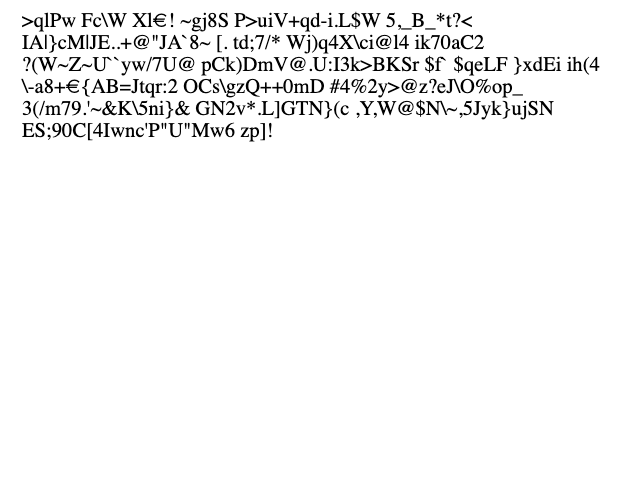 >qlPw Fc\W Xl€! ~gj8S P>uiV+qd-i.L$W 5,_B_*t?<
IA|}cM|JE..+@"JA`8~ [. td;7/* Wj)q4X\ci@l4 ik70aC2
?(W~Z~U``yw/7U@ pCk)DmV@.U:I3k>BKSr $f` $qeLF }xdEi ih(4
\-a8+€{AB=Jtqr:2 OCs\gzQ++0mD #4%2y>@z?eJ\O%op_
3(/m79.'~&K\5ni}& GN2v*.L]GTN}(c ,Y,W@$N\~,5Jyk}ujSN
ES;90C[4Iwnc'P"U"Mw6 zp]!